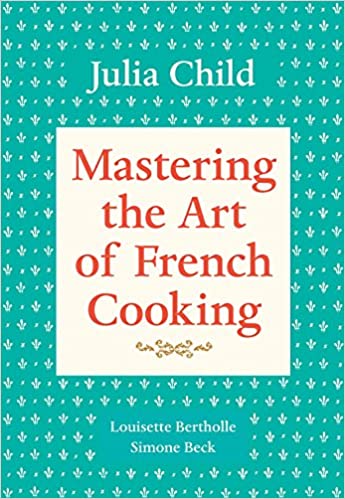 Julia Child
Mastering
the Art
of French
Cooking
Louisette Bertholle
Simone Beck